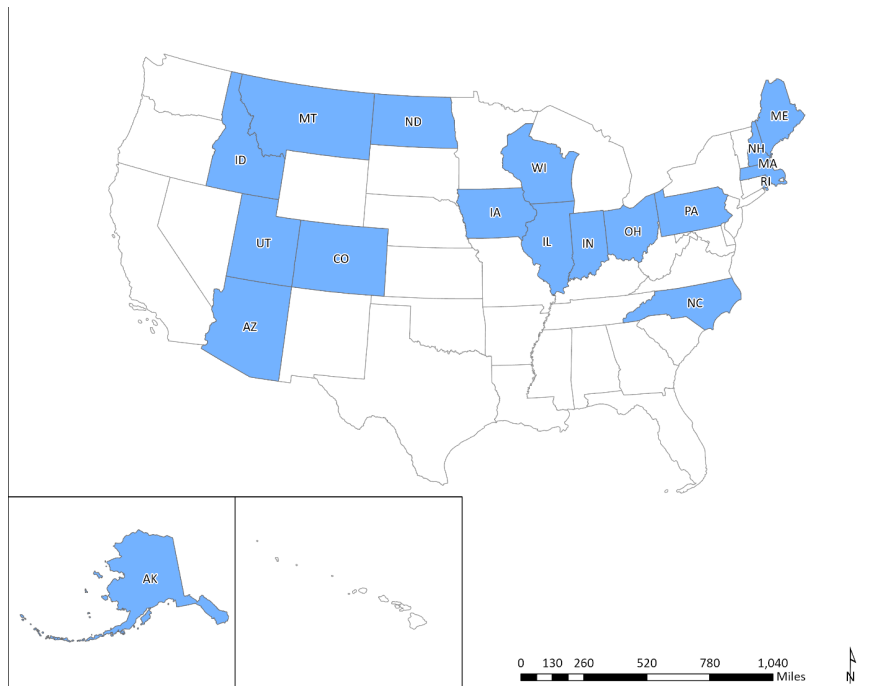 ME
MT
ND
NH
ID
WI
MA
RI
IA
PA
OH
UT
IL
IN
CO
NC
AZ
AK
0 130 260 520 780 1,040
Miles
N